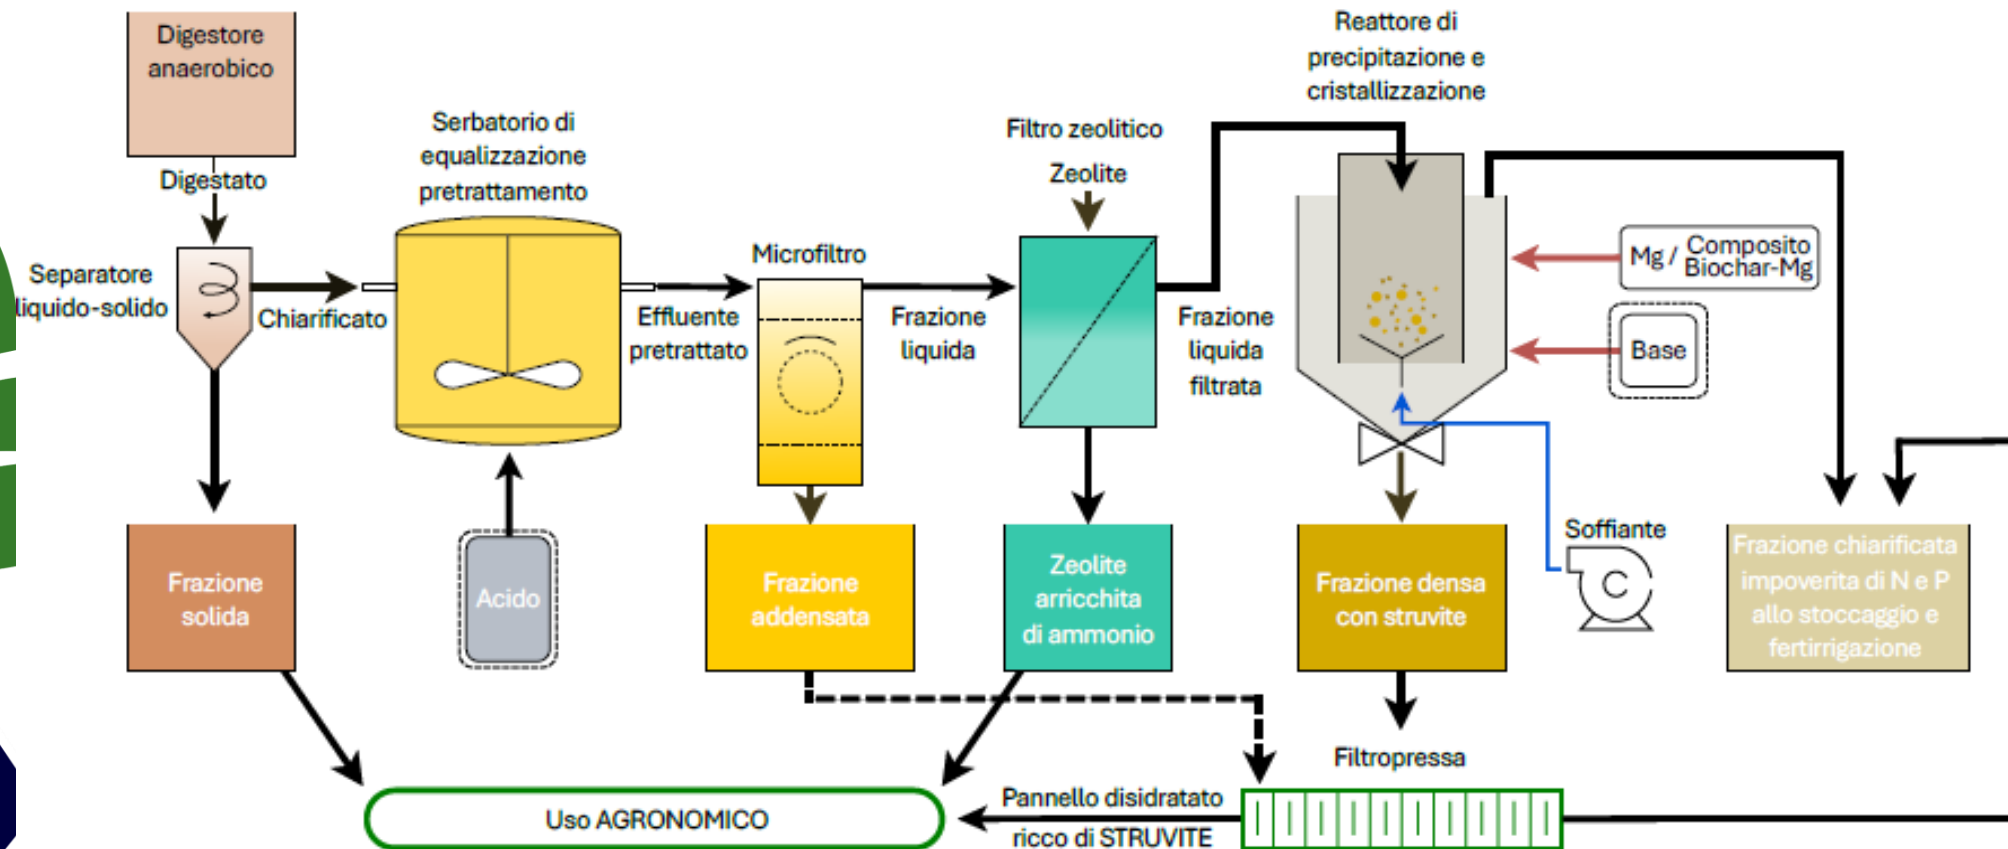 Digestore
anaerobico
Digestato
Separatore
liquido-solido
Chiarificato
Serbatorio di
equalizzazione
pretrattamento
Effluente
pretrattato
Microfiltro
Frazione
liquida
Filtro zeolitico
Zeolite
Frazione
liquida
filtrata
Reattore di
precipitazione e
cristallizzazione
Mg / Composito
Biochar-Mg
Base
Soffiante
C
Frazione
solida
Acido
Frazione
addensata
Zeolite
arricchita
di ammonio
Frazione densa
con struvite
Frazione chiarificata
impoverita di N e P
allo stoccaggio e
fertirrigazione
Filtropressa
Uso AGRONOMICO
Pannello disidratato
ricco di STRUVITE